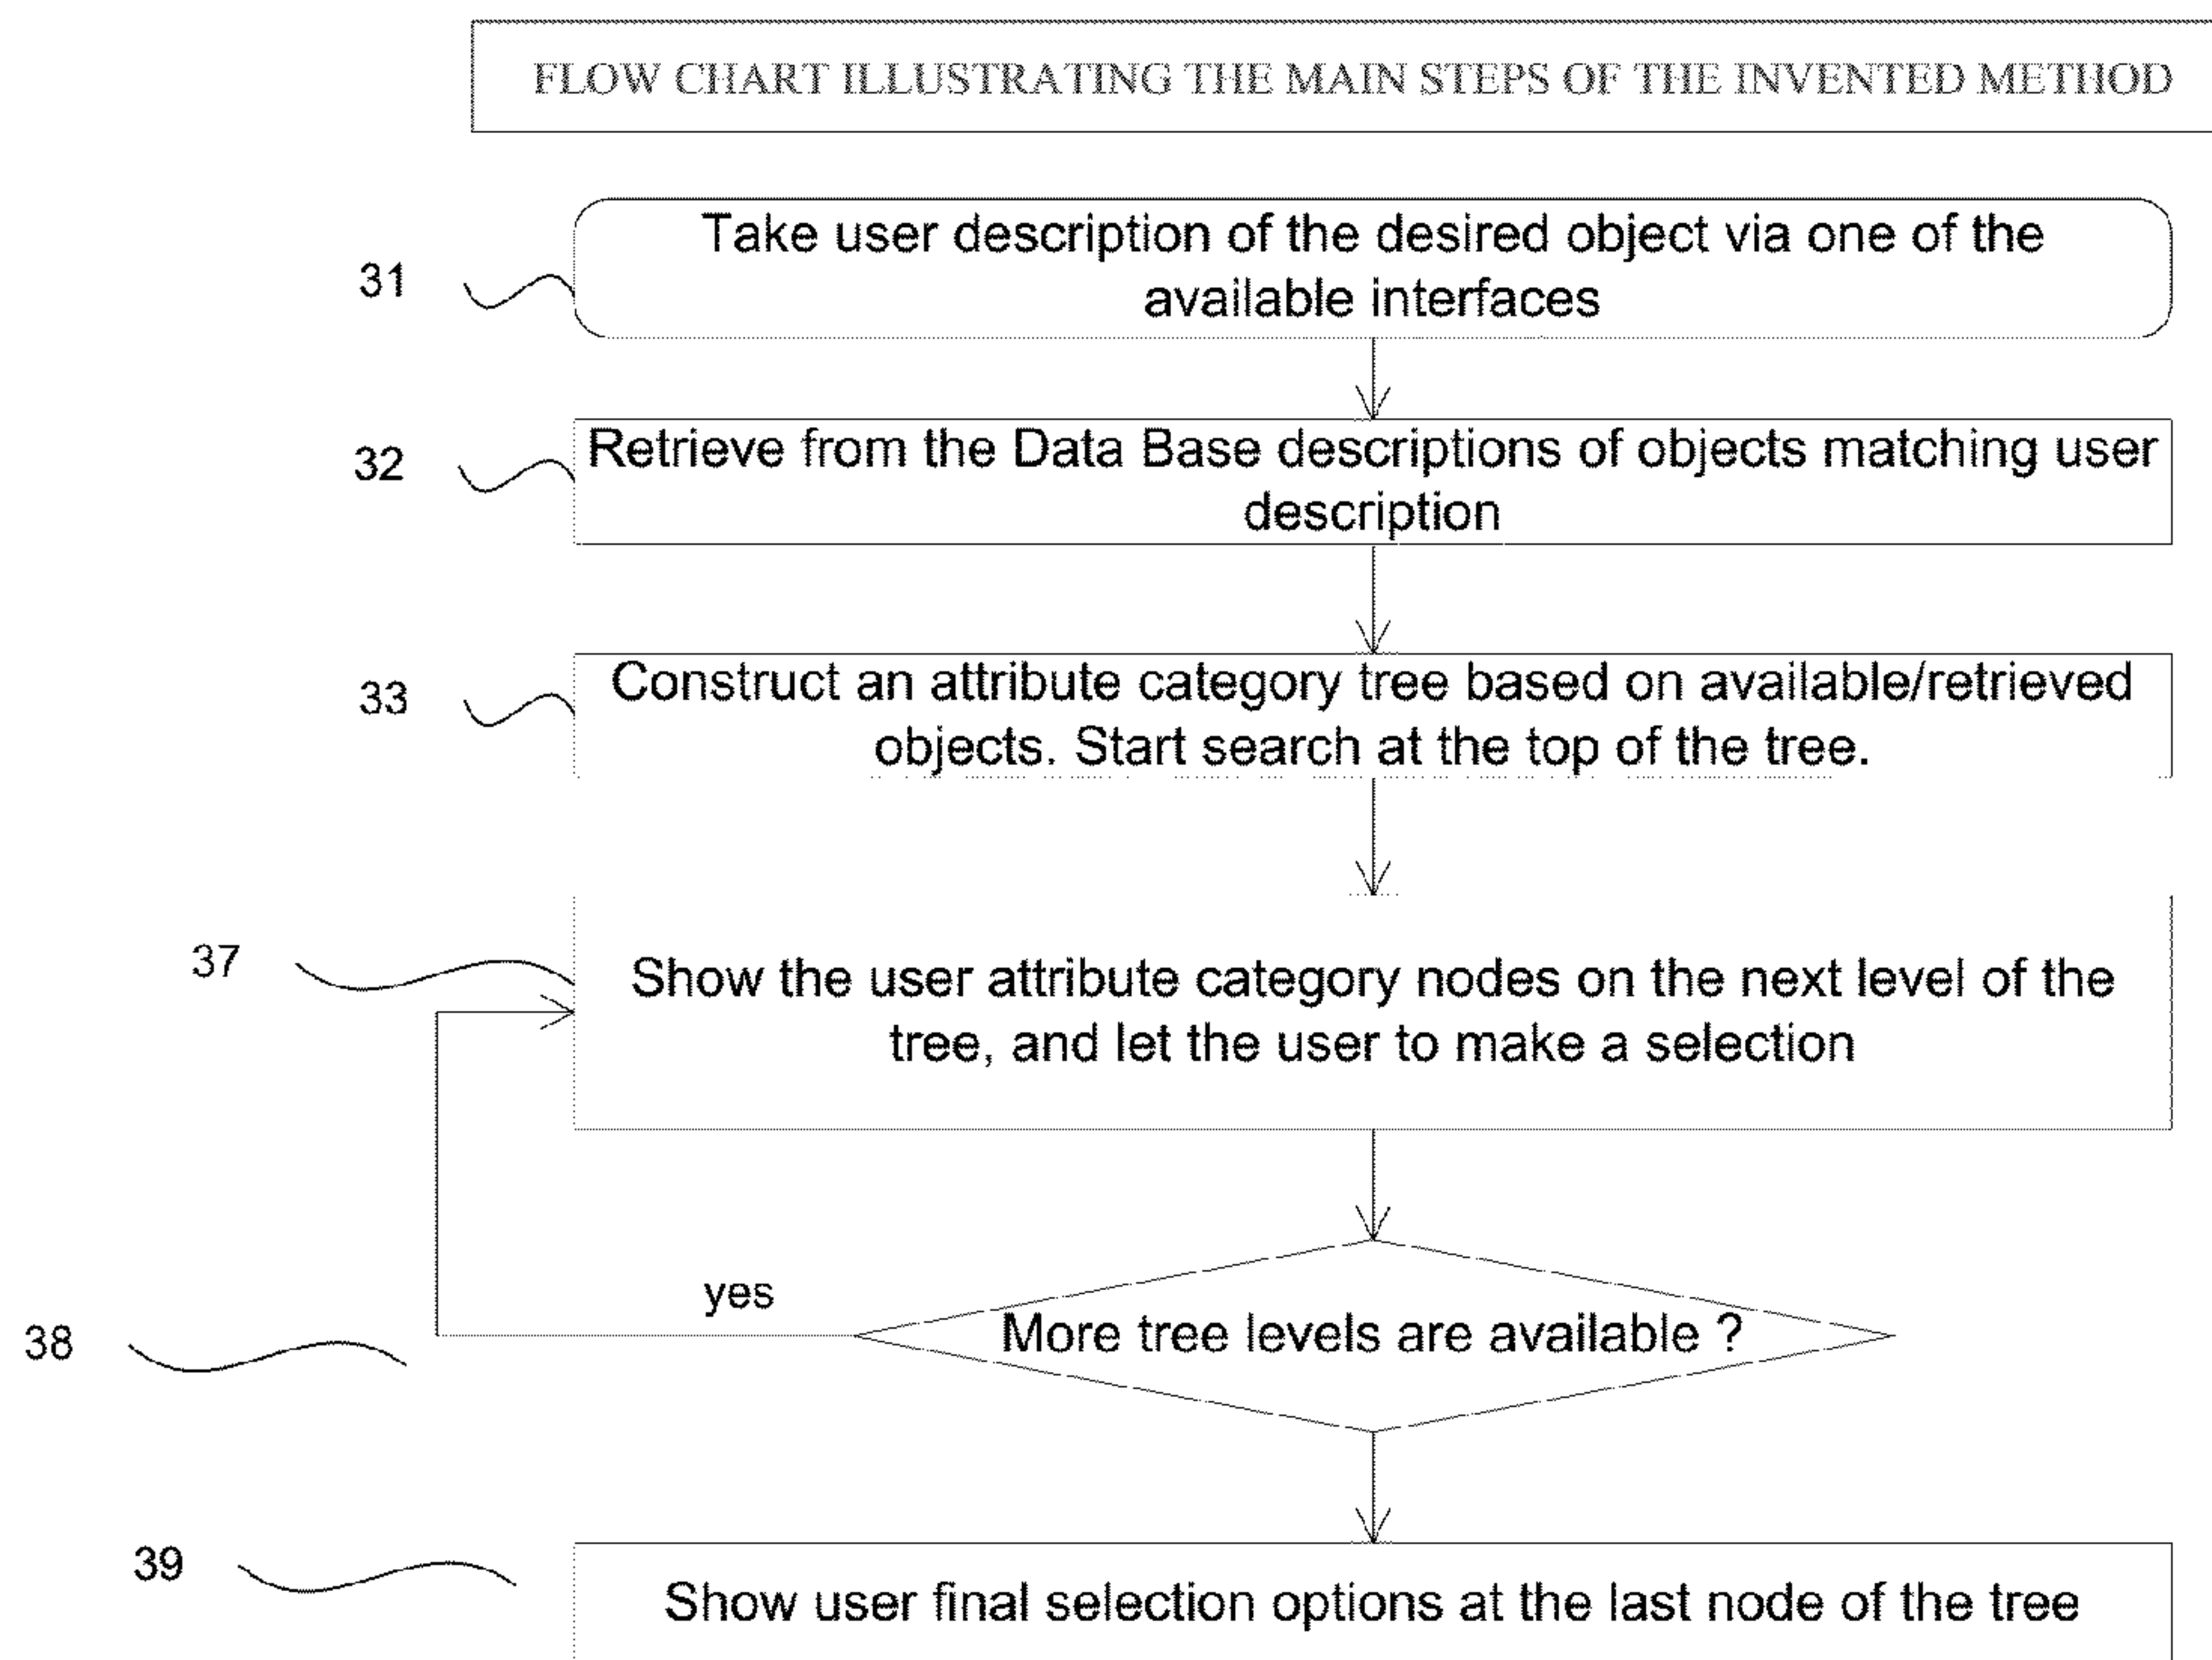 FLOW CHART ILLUSTRATING THE MAIN STEPS OF THE INVENTED METHOD
31
Take user description of the desired object via one of the
available interfaces
32
Retrieve from the Data Base descriptions of objects matching user
description
33
Construct an attribute category tree based on available/retrieved
objects. Start search at the top of the tree.
37
Show the user attribute category nodes on the next level of the
tree, and let the user to make a selection
yes
38
More tree levels are available ?
39
Show user final selection options at the last node of the tree